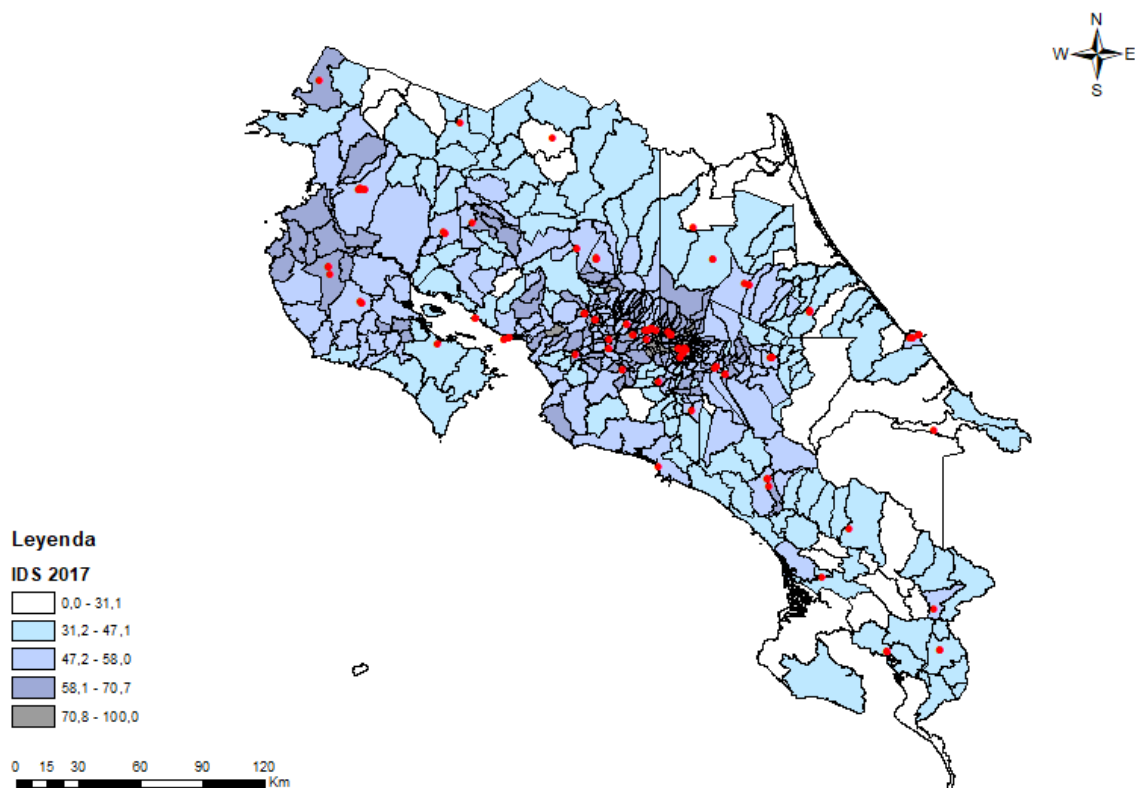 N
W E
S
Leyenda
IDS 2017
0,0 - 31,1
31,2 - 47,1
47,2 - 58,0
58,1 - 70,7
70,8 - 100,0
0 15 30 60 90 120
Km